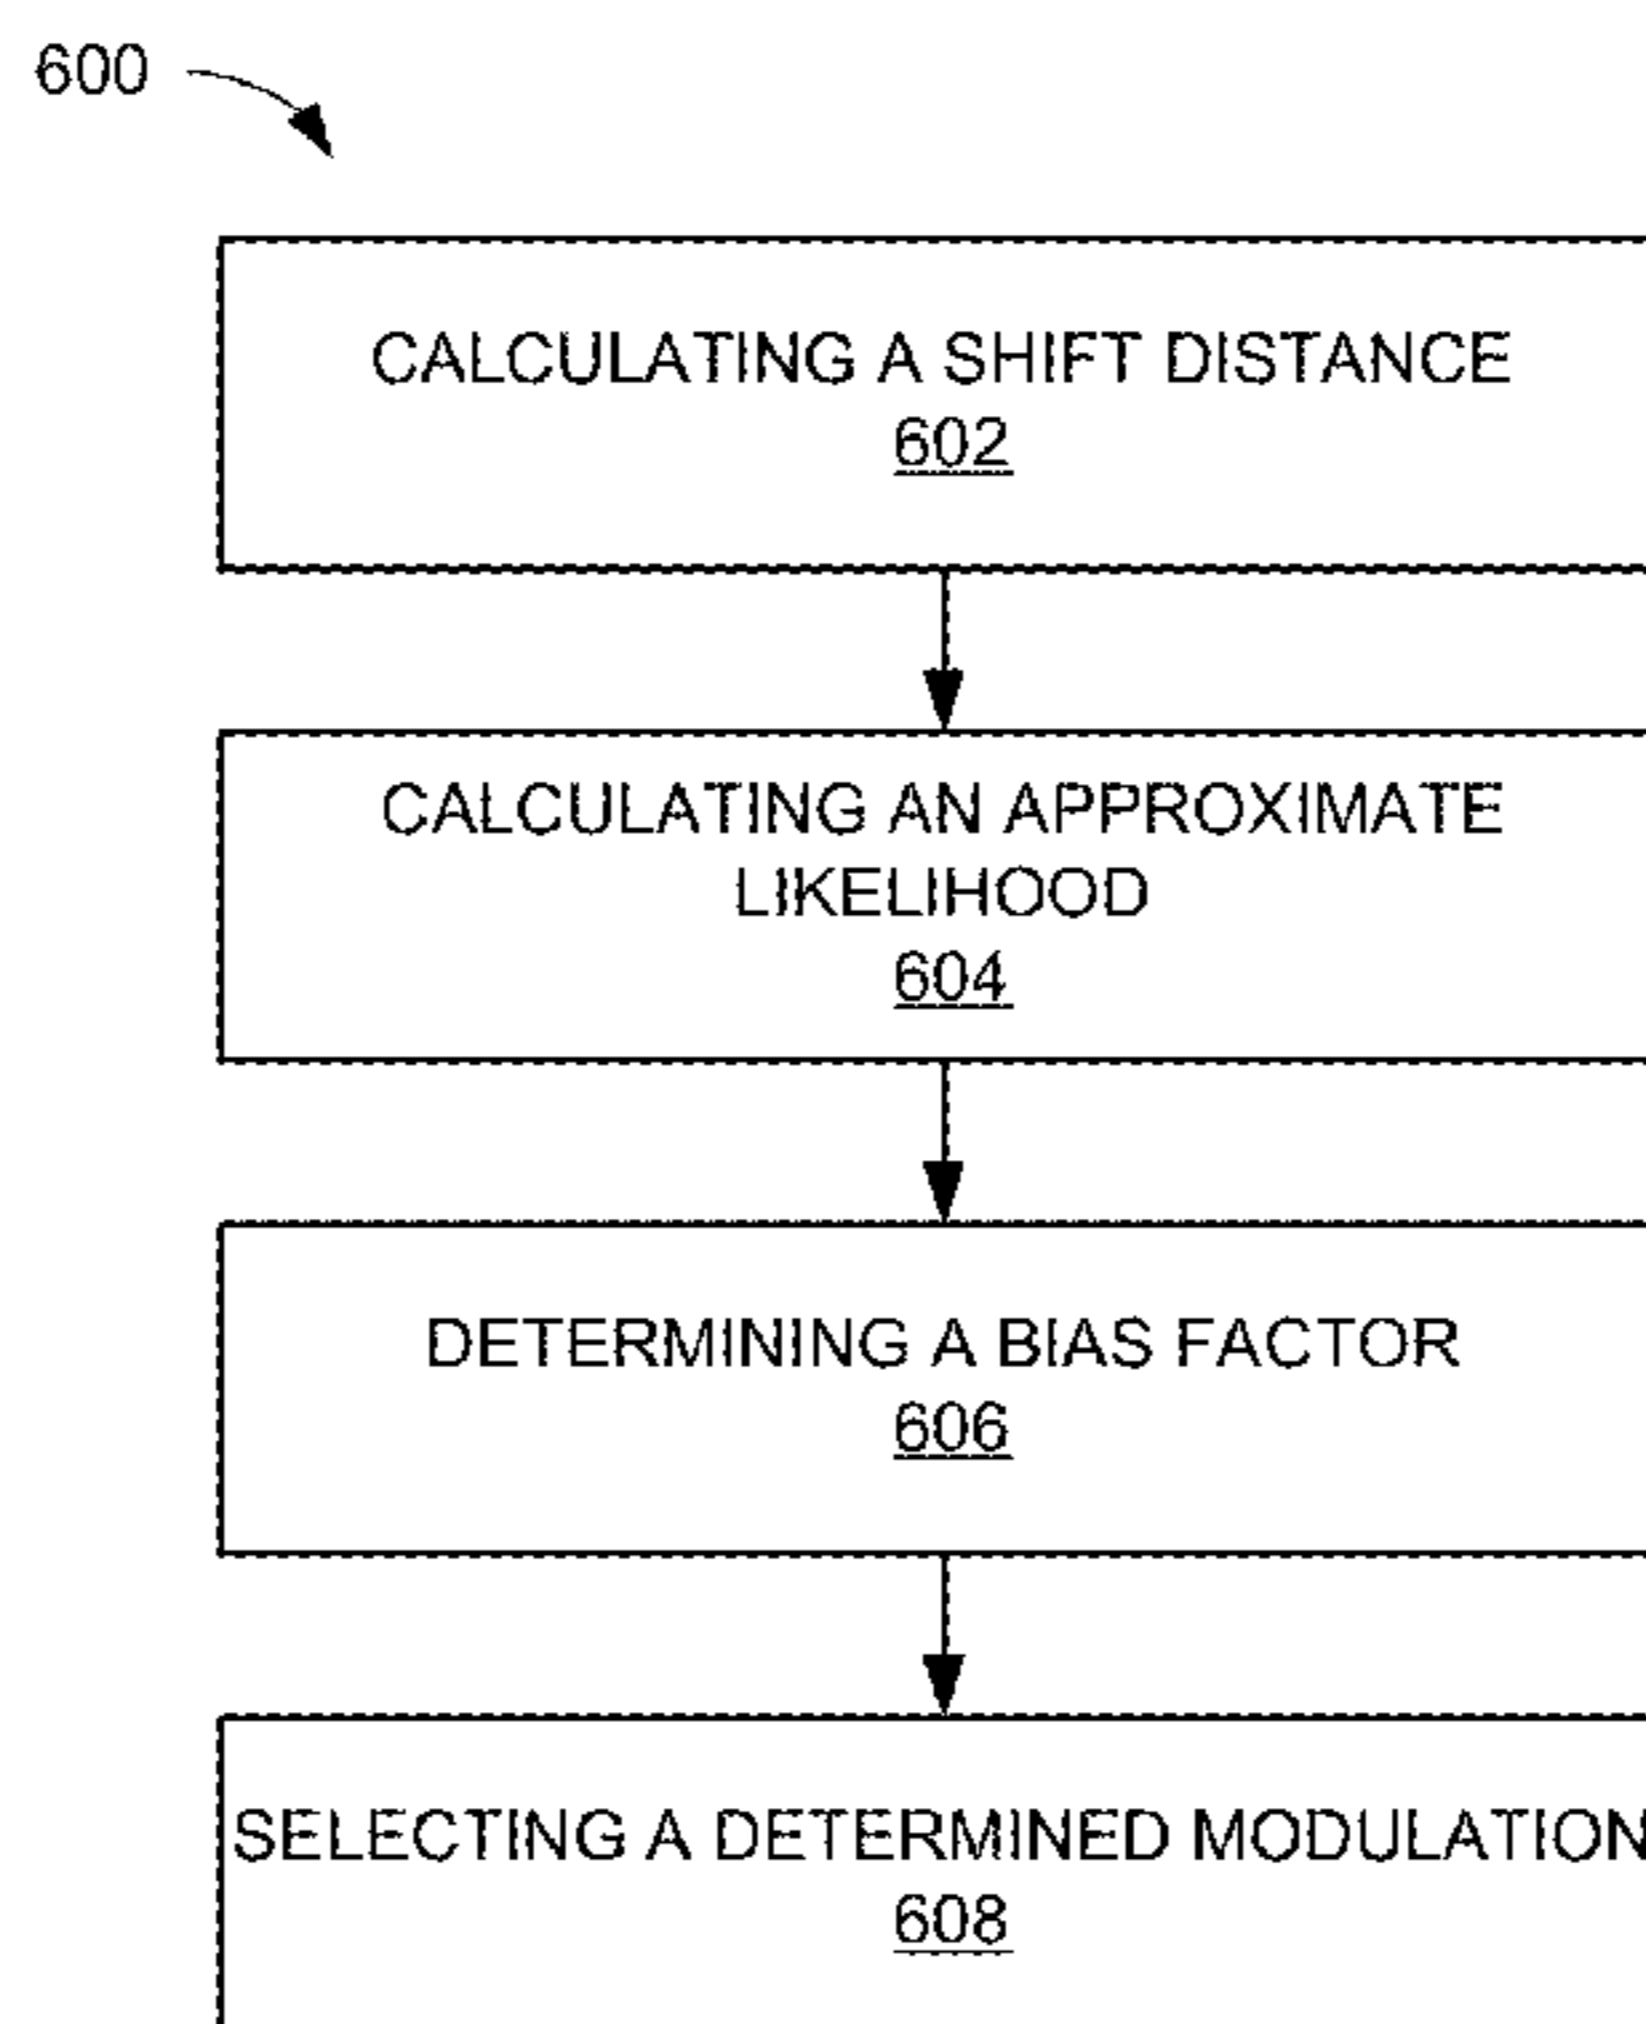 600
CALCULATING A SHIFT DISTANCE
602
CALCULATING AN APPROXIMATE
LIKELIHOOD
604
DETERMINING A BIAS FACTOR
606
SELECTING A DETERMINED MODULATION
608